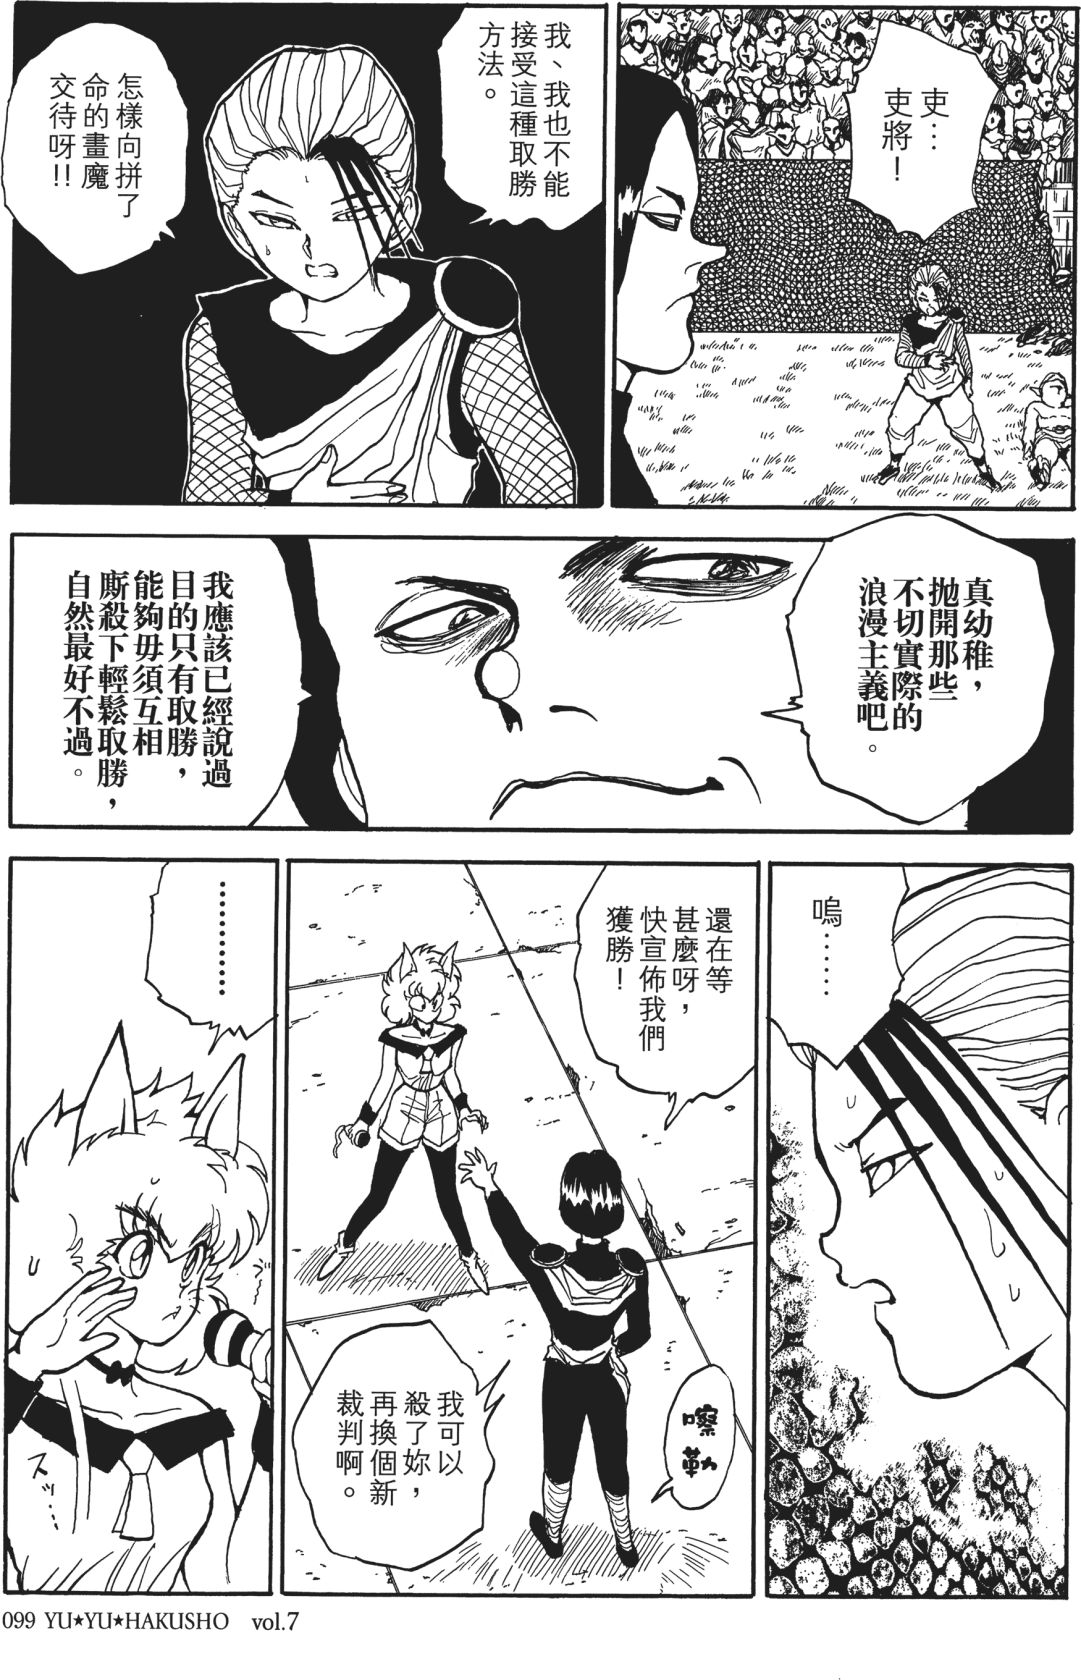 吏…
吏將！
我、我也不能
接受這種取勝
方法。
怎樣向拼了
命的畫魔
交待呀!!
真幼稚，
拋開那些
不切實際的
浪漫主義吧。
我應該已經說過
目的只有取勝，
能夠毋須互相
廝殺下輕鬆取勝，
自然最好不過。
嗚……
還在等
甚麼呀，
快宣佈我們
獲勝！
嚓勒
我可以
殺了妳，
再換個新
裁判啊。
…………
スッ…
099 YU★YU★HAKUSHO vol.7